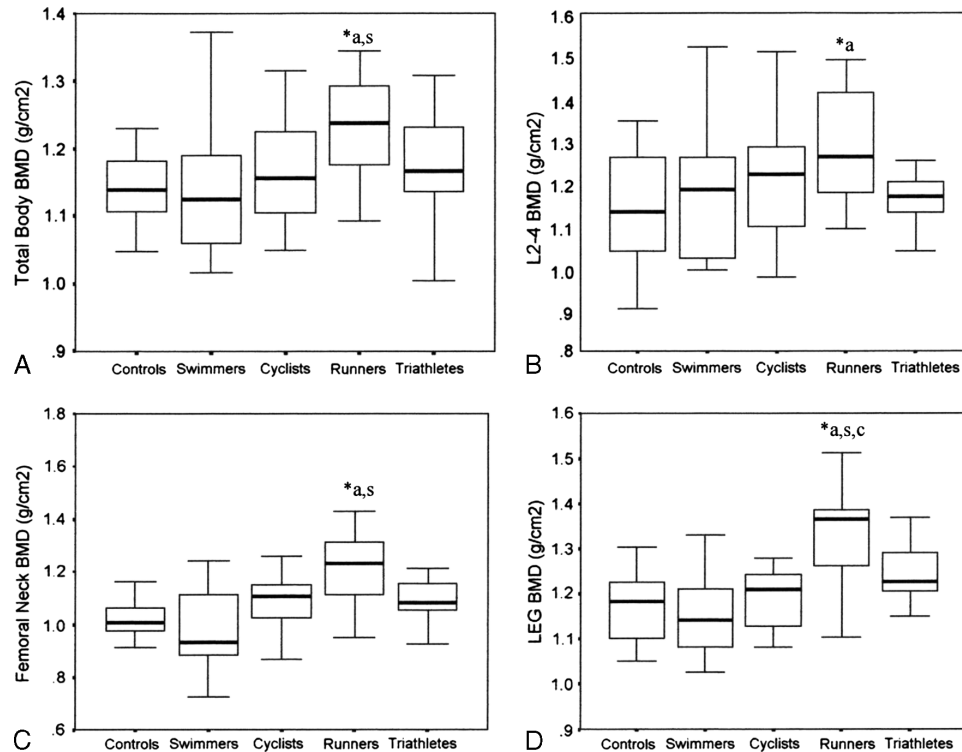 Total Body BMD (g/cm2)
1.4
1.3
1.2
1.1
1.0
.9
*a,s
Controls Swimmers Cyclists Runners Triathletes
A
L2-4 BMD (g/cm2)
1.6
1.5
1.4
1.3
1.2
1.1
1.0
.9
.8
*a
Controls Swimmers Cyclists Runners Triathletes
B
Femoral Neck BMD (g/cm2)
1.8
1.6
1.4
1.2
1.0
.8
.6
*a,s
Controls Swimmers Cyclists Runners Triathletes
C
LEG BMD (g/cm2)
1.6
1.5
1.4
1.3
1.2
1.1
1.0
.9
*a,s,c
Controls Swimmers Cyclists Runners Triathletes
D